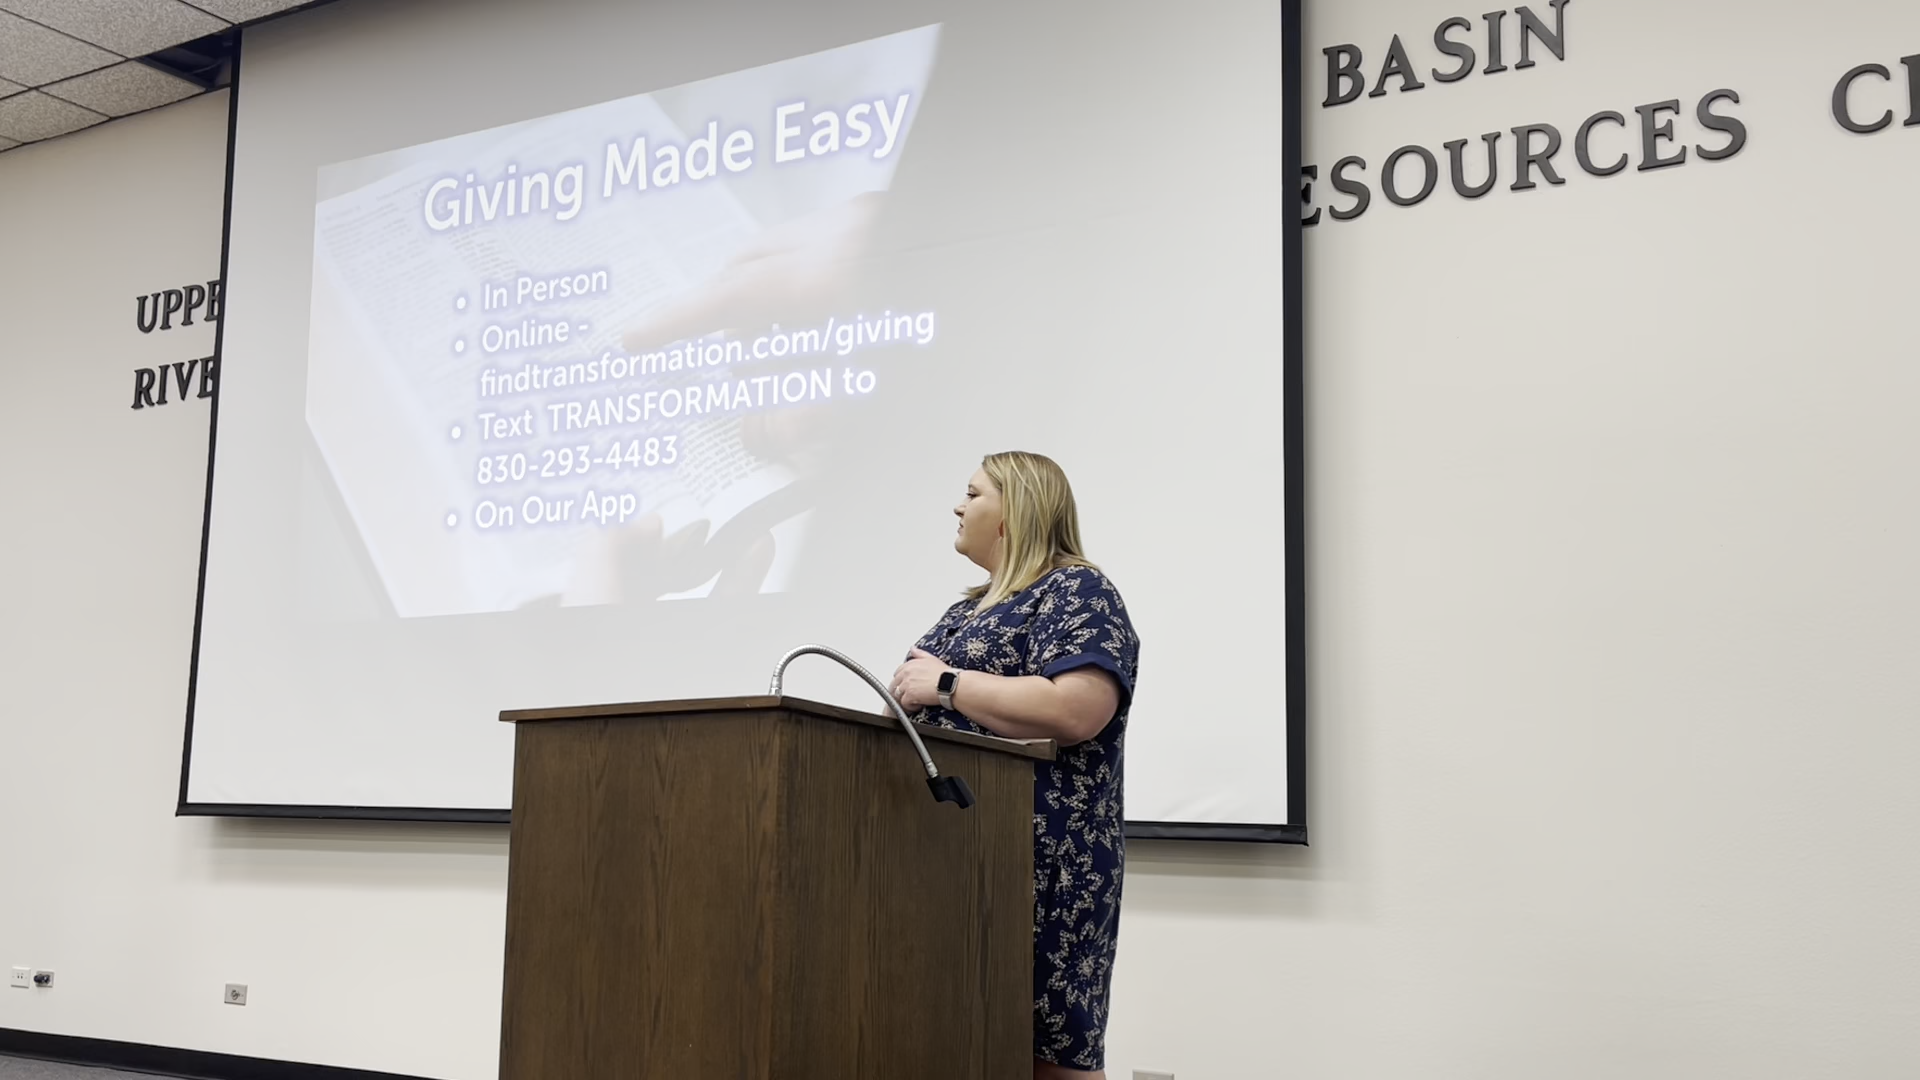 Giving Made Easy
• In Person
• Online -
findtransformation.com/giving
• Text TRANSFORMATION to
830-293-4483
• On Our App
UPPE
RIVE
BASIN
ESOURCES CE